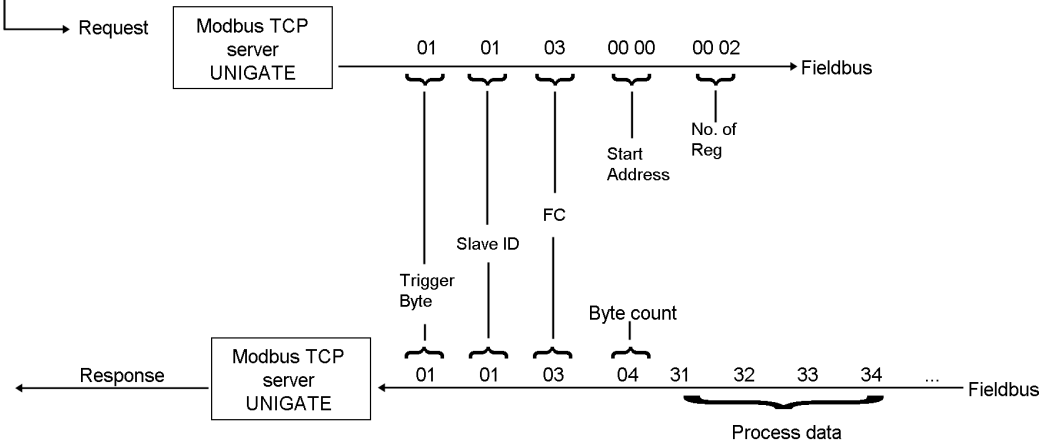 Request
Modbus TCP
server
UNIGATE
01 01 03 00 00 00 02
Fieldbus
No. of
Reg
Start
Address
FC
Slave ID
Trigger
Byte
Byte count
Response
Modbus TCP
server
UNIGATE
01 01 03 04 31 32 33 34 ...
Fieldbus
Process data